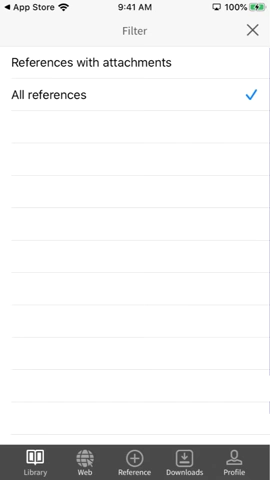 App Store 9:41 AM 100%
Filter
References with attachments
All references
Library Web Reference Downloads Profile